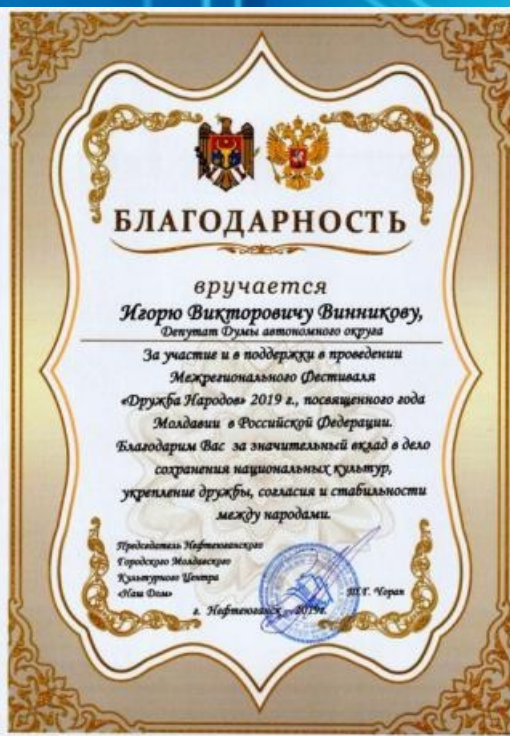 БЛАГОДАРНОСТЬ
вручается
Игорю Викторовичу Винникову,
Депутат Думы автономного округа
За участие и в поддержки в проведении
Межрегионального Фестиваля
«Дружба Народов» 2019 г., посвященного года
Молдавии в Российской Федерации.
Благодарим Вас за значительный вклад в дело
сохранения национальных культур,
укрепление дружбы, согласия и стабильности
между народами.
Председатель Нефтеюганского
Городского Молдавского
Культурного Центра
«Наш Дом» Т.Г. Чорап
г. Нефтеюганск 2019г.